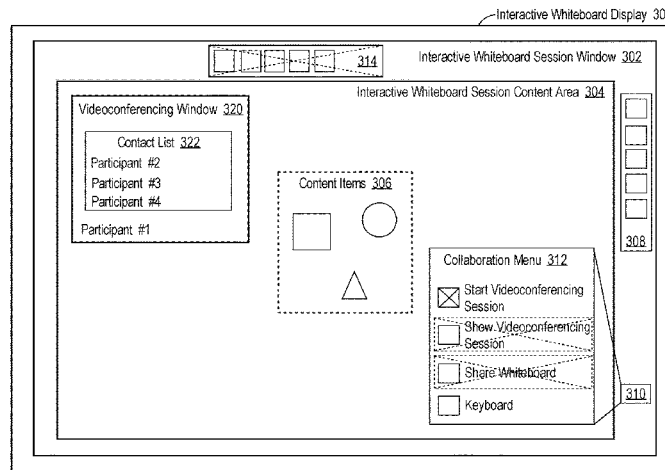 Interactive Whiteboard Display 30
Interactive Whiteboard Session Window 302
314
Interactive Whiteboard Session Content Area 304
Videoconferencing Window 320
Contact List 322
Participant #2
Participant #3
Participant #4
Participant #1
Content Items 306
308
Collaboration Menu 312
Start Videoconferencing
Session
Show Videoconferencing
Session
Share Whiteboard
Keyboard
310